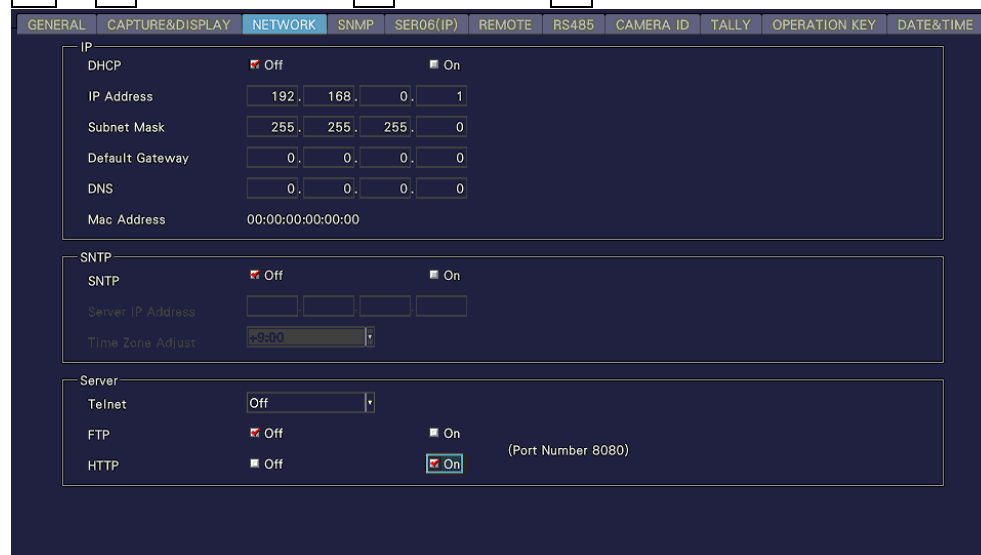 GENERAL CAPTURE&DISPLAY NETWORK SNMP SER06(IP) REMOTE RS485 CAMERA ID TALLY OPERATION KEY DATE&TIME
IP
DHCP Off On
IP Address 192. 168. 0. 1
Subnet Mask 255. 255. 255. 0
Default Gateway 0. 0. 0. 0
DNS 0. 0. 0. 0
Mac Address 00:00:00:00:00:00
SNTP
SNTP Off On
Server IP Address . . .
Time Zone Adjust +9:00
Server
Telnet Off
FTP Off On
(Port Number 8080)
HTTP Off On